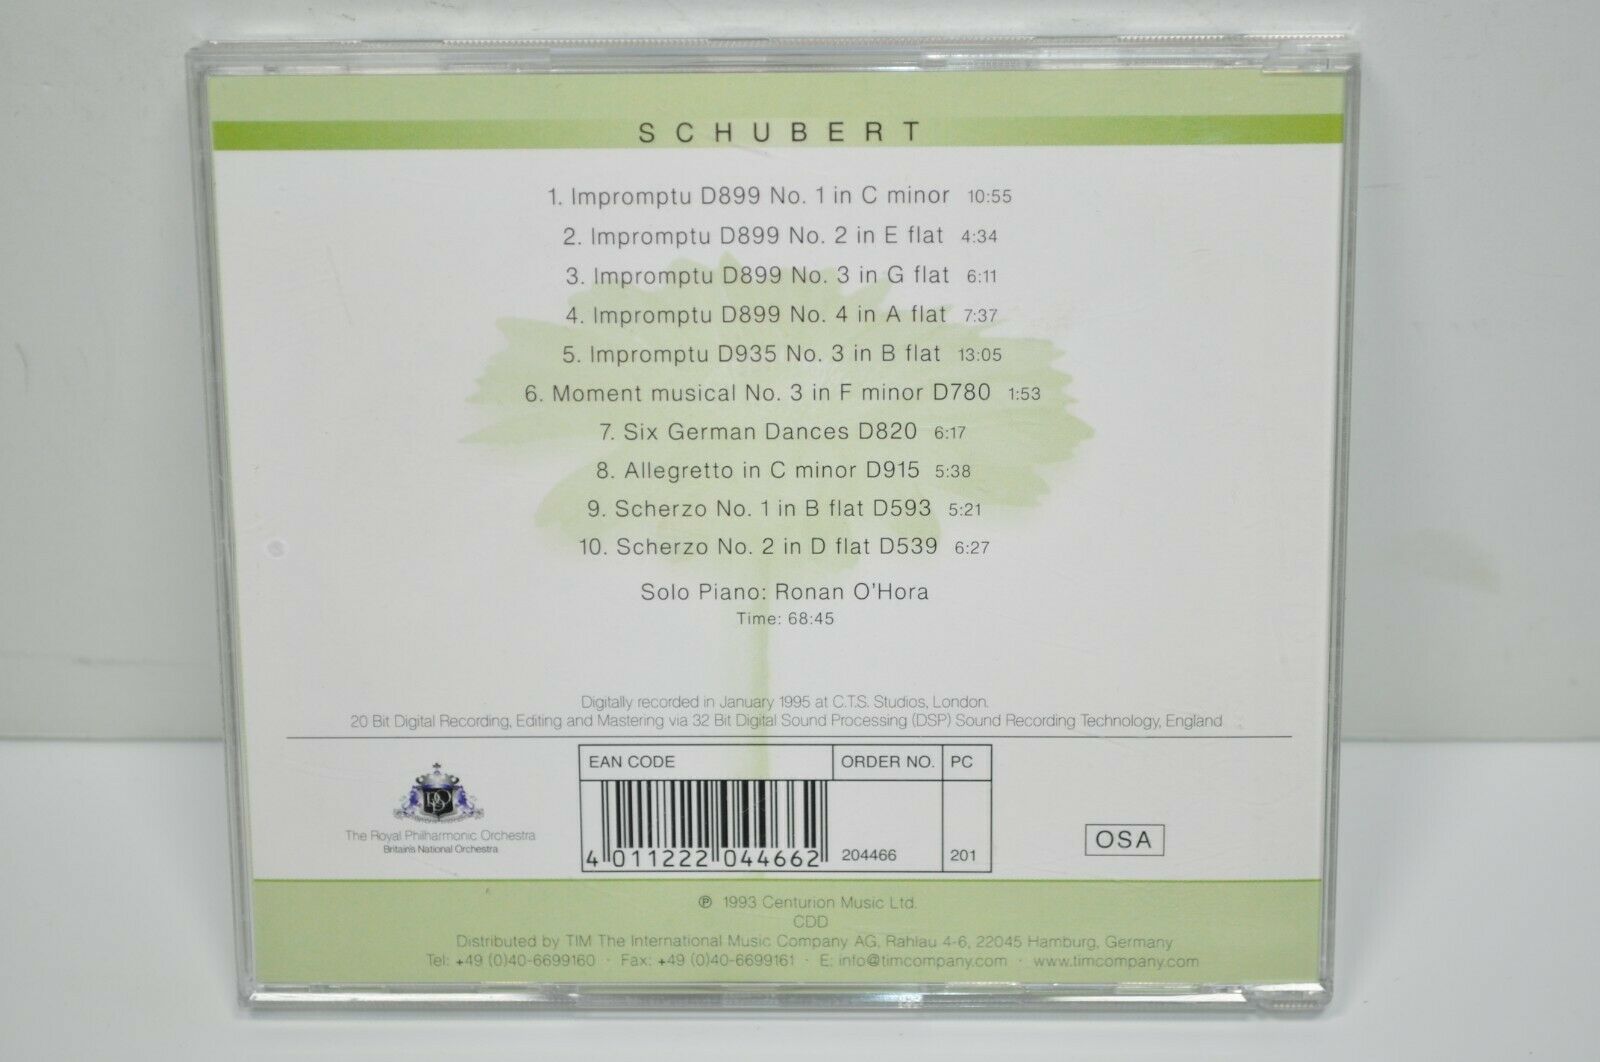 SCHUBERT
1. Impromptu D899 No. 1 in C minor 10:55
2. Impromptu D899 No. 2 in E flat 4:34
3. Impromptu D899 No. 3 in G flat 6:11
4. Impromptu D899 No. 4 in A flat 7:37
5. Impromptu D935 No. 3 in B flat 13:05
6. Moment musical No. 3 in F minor D780 1:53
7. Six German Dances D820 6:17
8. Allegretto in C minor D915 5:38
9. Scherzo No. 1 in B flat D593 5:21
10. Scherzo No. 2 in D flat D539 6:27
Solo Piano: Ronan O'Hora
Time: 68:45
Digitally recorded in January 1995 at C.T.S. Studios, London.
20 Bit Digital Recording, Editing and Mastering via 32 Bit Digital Sound Processing (DSP) Sound Recording Technology, England
RPO
The Royal Philharmonic Orchestra
Britain's National Orchestra
EAN CODE ORDER NO. PC
4 011222 044662 204466 201
OSA
℗ 1993 Centurion Music Ltd.
CDD
Distributed by TIM The International Music Company AG, Rahlau 4-6, 22045 Hamburg, Germany
Tel: +49 (0)40-6699160 · Fax: +49 (0)40-6699161 · E: info@timcompany.com · www.timcompany.com